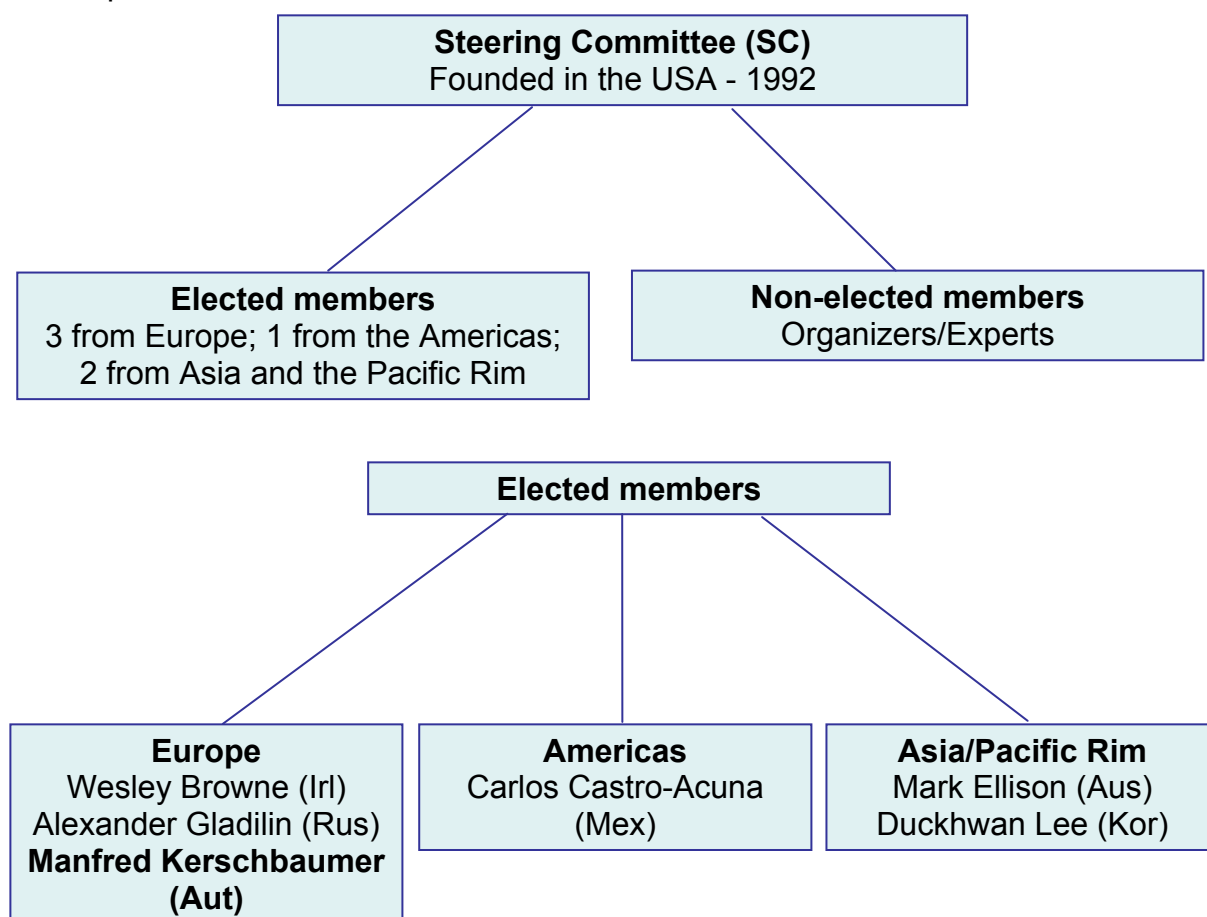 Steering Committee (SC)
Founded in the USA - 1992
Elected members
3 from Europe; 1 from the Americas;
2 from Asia and the Pacific Rim
Non-elected members
Organizers/Experts
Elected members
Europe
Wesley Browne (Irl)
Alexander Gladilin (Rus)
Manfred Kerschbaumer
(Aut)
Americas
Carlos Castro-Acuna
(Mex)
Asia/Pacific Rim
Mark Ellison (Aus)
Duckhwan Lee (Kor)